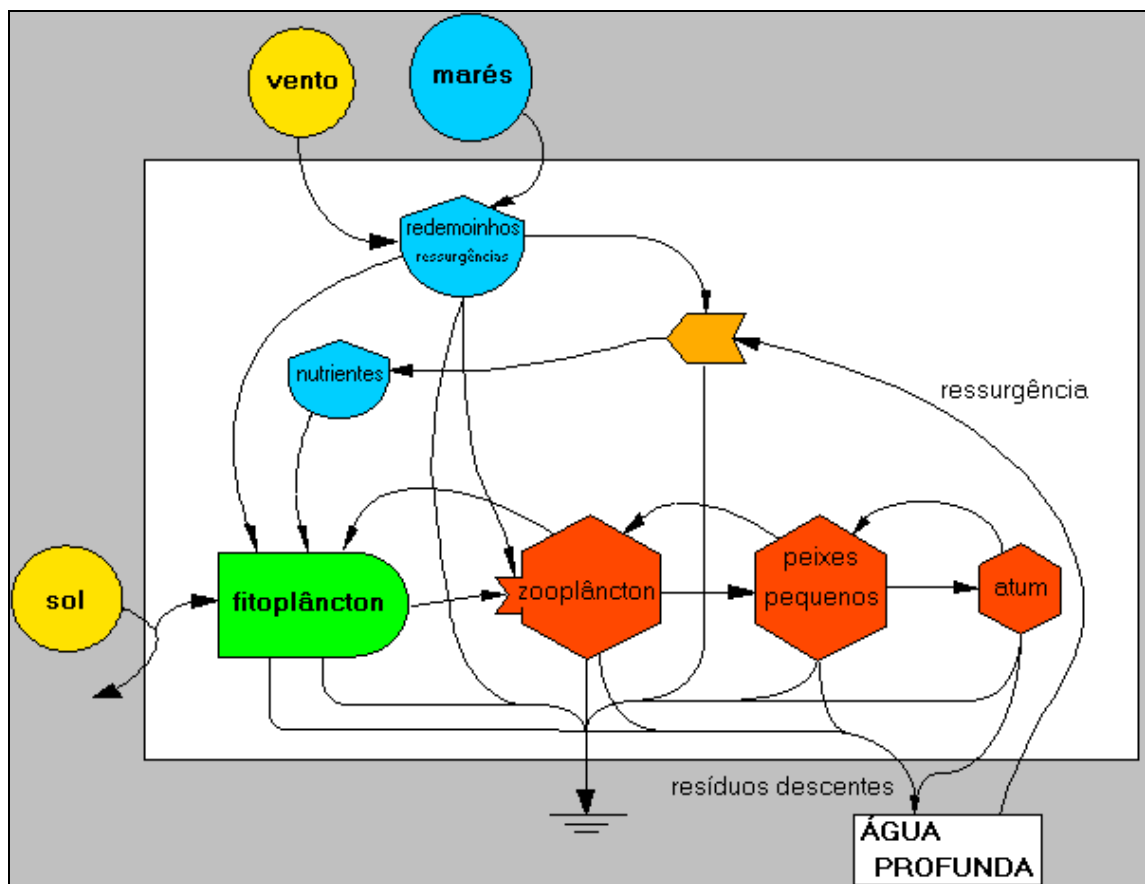 vento
marés
redemoinhos
ressurgências
nutrientes
ressurgência
sol
fitoplâncton
zooplâncton
peixes
pequenos
atum
resíduos descentes
ÁGUA
PROFUNDA